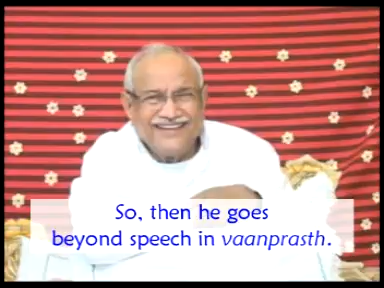 So, then he goes
beyond speech in vaanprasth.